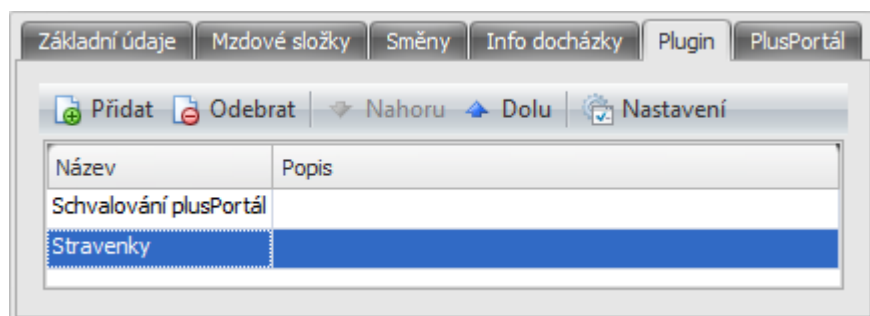 Základní údaje Mzdové složky Směny Info docházky Plugin PlusPortál
Přidat Odebrat Nahoru Dolu Nastavení
Název Popis
Schvalování plusPortál
Stravenky